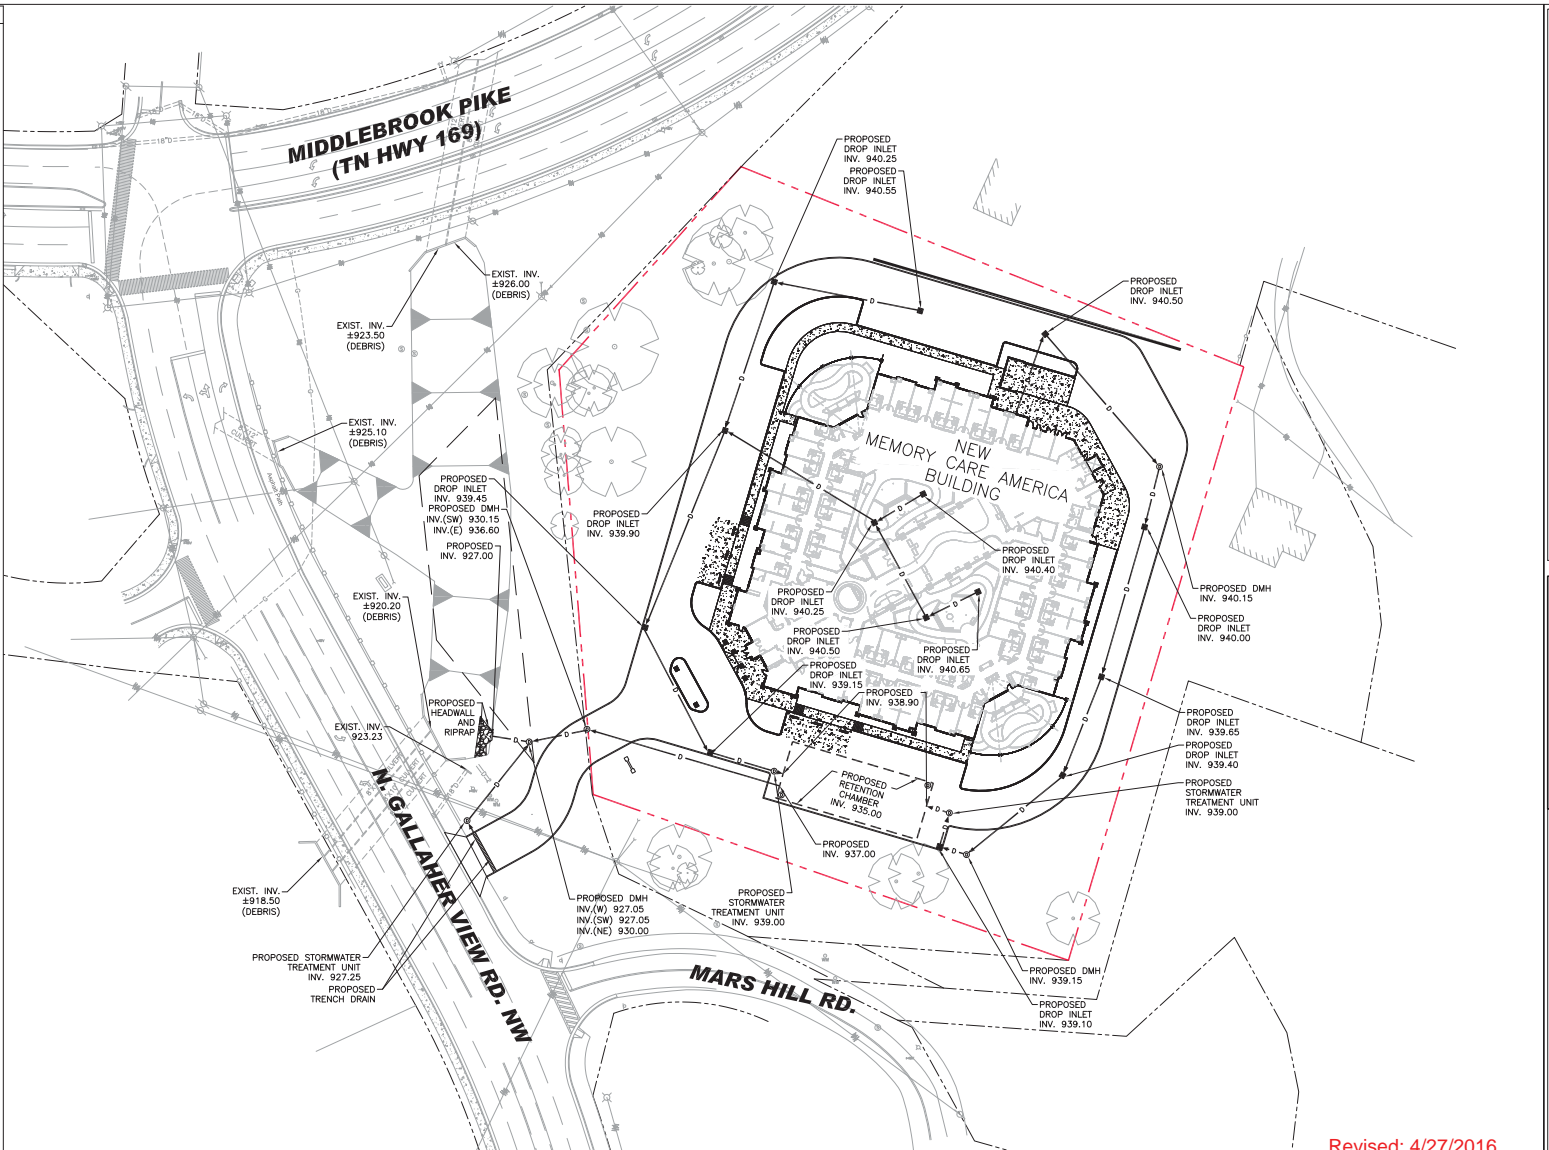 MIDDLEBROOK PIKE
(TN HWY 169)
PROPOSED
DROP INLET
INV. 940.25
PROPOSED
DROP INLET
INV. 940.55
PROPOSED
DROP INLET
INV. 940.50
EXIST. INV.
±926.00
(DEBRIS)
EXIST. INV.
±923.50
(DEBRIS)
EXIST. INV.
±925.10
(DEBRIS)
NEW
MEMORY CARE AMERICA
BUILDING
PROPOSED
DROP INLET
INV. 939.45
PROPOSED DMH
INV.(SW) 930.15
INV.(E) 936.60
PROPOSED
INV. 927.00
PROPOSED
DROP INLET
INV. 939.90
PROPOSED
DROP INLET
INV. 940.40
EXIST. INV.
±920.20
(DEBRIS)
PROPOSED
DROP INLET
INV. 940.25
PROPOSED DMH
INV. 940.15
PROPOSED
DROP INLET
INV. 940.00
PROPOSED
DROP INLET
INV. 940.50
PROPOSED
DROP INLET
INV. 940.65
PROPOSED
DROP INLET
INV. 939.15
PROPOSED
INV. 938.90
PROPOSED
HEADWALL
AND
RIPRAP
EXIST. INV.
923.23
PROPOSED
DROP INLET
INV. 939.65
PROPOSED
DROP INLET
INV. 939.40
PROPOSED
STORMWATER
TREATMENT UNIT
INV. 939.00
PROPOSED
RETENTION
CHAMBER
INV. 935.00
PROPOSED
INV. 937.00
N. GALLAHER VIEW RD. NW
EXIST. INV.
±918.50
(DEBRIS)
PROPOSED DMH
INV.(W) 927.05
INV.(SW) 927.05
INV.(NE) 930.00
PROPOSED
STORMWATER
TREATMENT UNIT
INV. 939.00
PROPOSED STORMWATER
TREATMENT UNIT
INV. 927.25
PROPOSED
TRENCH DRAIN
MARS HILL RD.
PROPOSED DMH
INV. 939.15
PROPOSED
DROP INLET
INV. 939.10
Asphalt Path
Revised: 4/27/2016